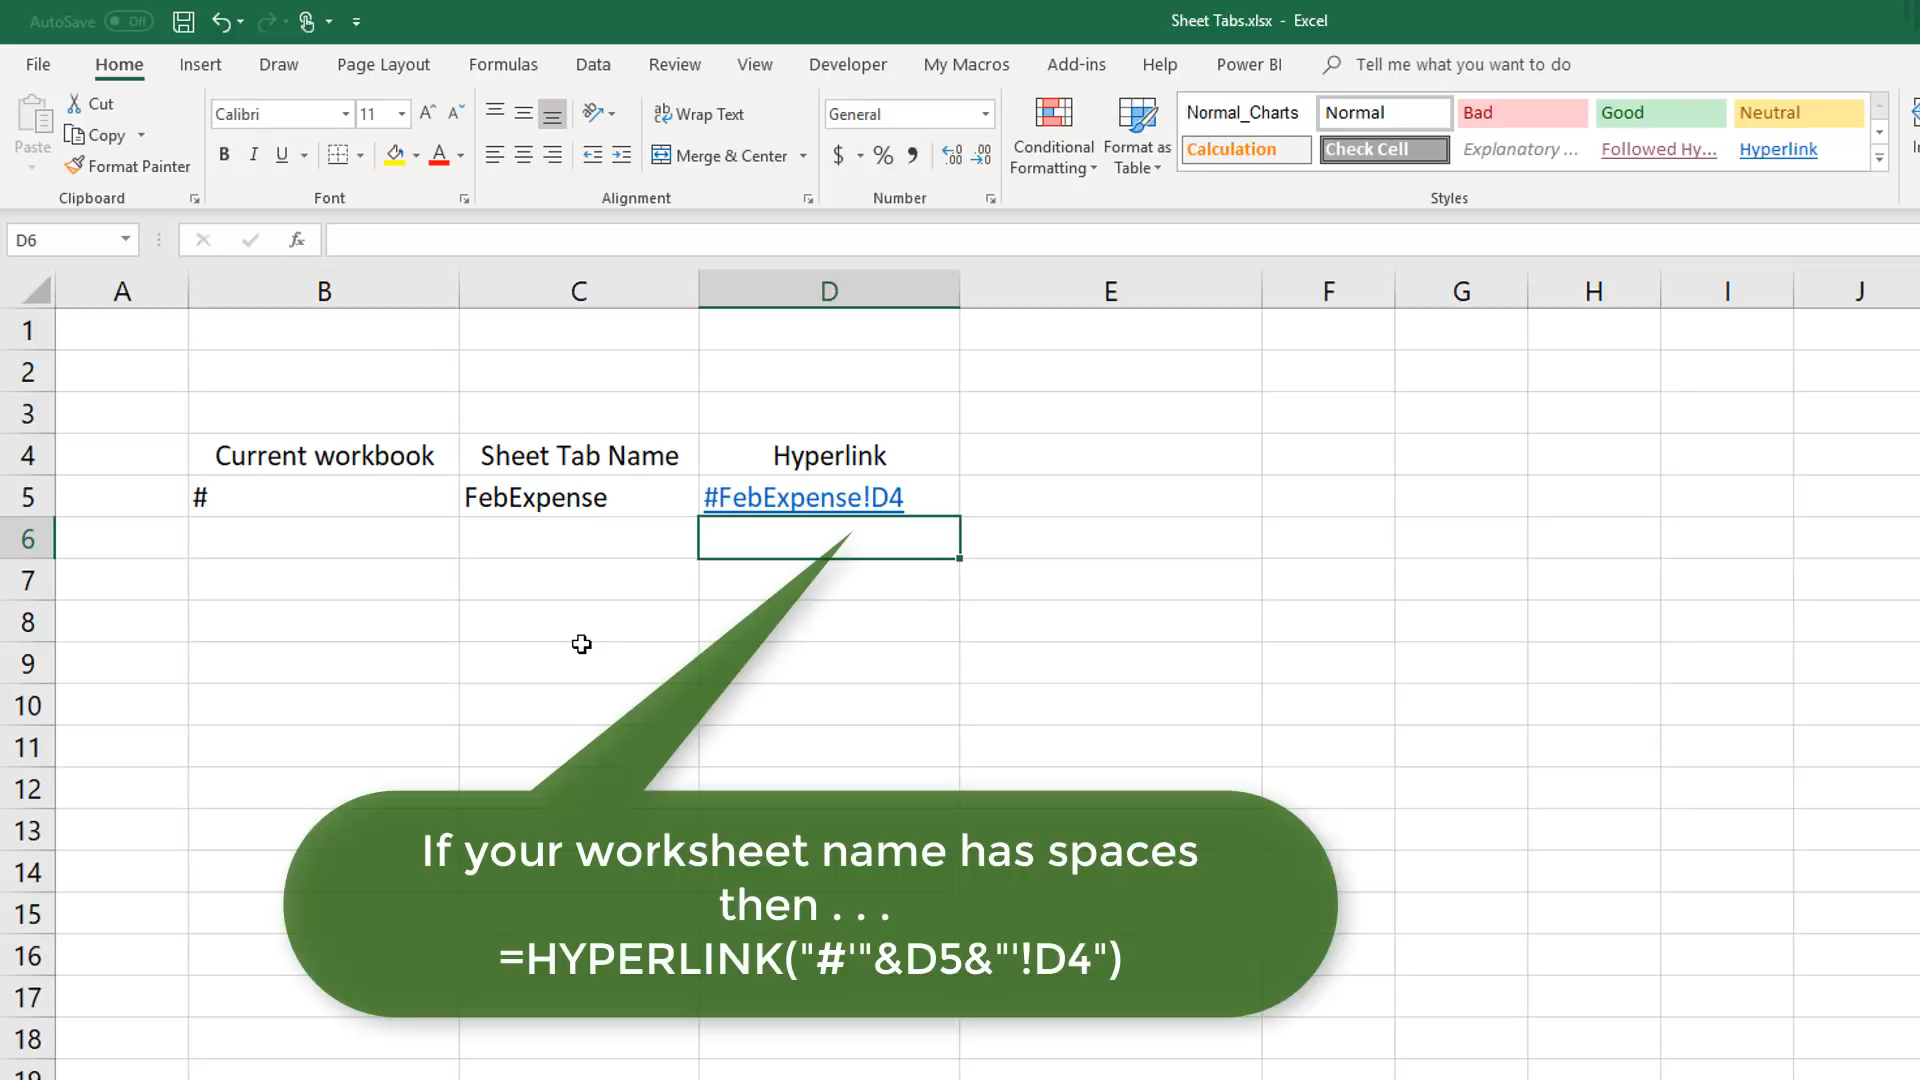 AutoSave Off
Sheet Tabs.xlsx - Excel
File Home Insert Draw Page Layout Formulas Data Review View Developer My Macros Add-ins Help Power BI Tell me what you want to do
Paste
Cut
Copy
Format Painter
Clipboard
Calibri 11
B I U
Font
Wrap Text
Merge & Center
Alignment
General
$ %
Number
Conditional Formatting
Format as Table
Normal_Charts Normal Bad Good Neutral
Calculation Check Cell Explanatory ... Followed Hy... Hyperlink
Styles
D6
fx
A B C D E F G H I J
1
2
3
4 Current workbook Sheet Tab Name Hyperlink
5 # FebExpense #FebExpense!D4
6
7
8
9
10
11
12
13
14
15
16
17
18
19
If your worksheet name has spaces
then . . .
=HYPERLINK("#'"&D5&"'!D4")